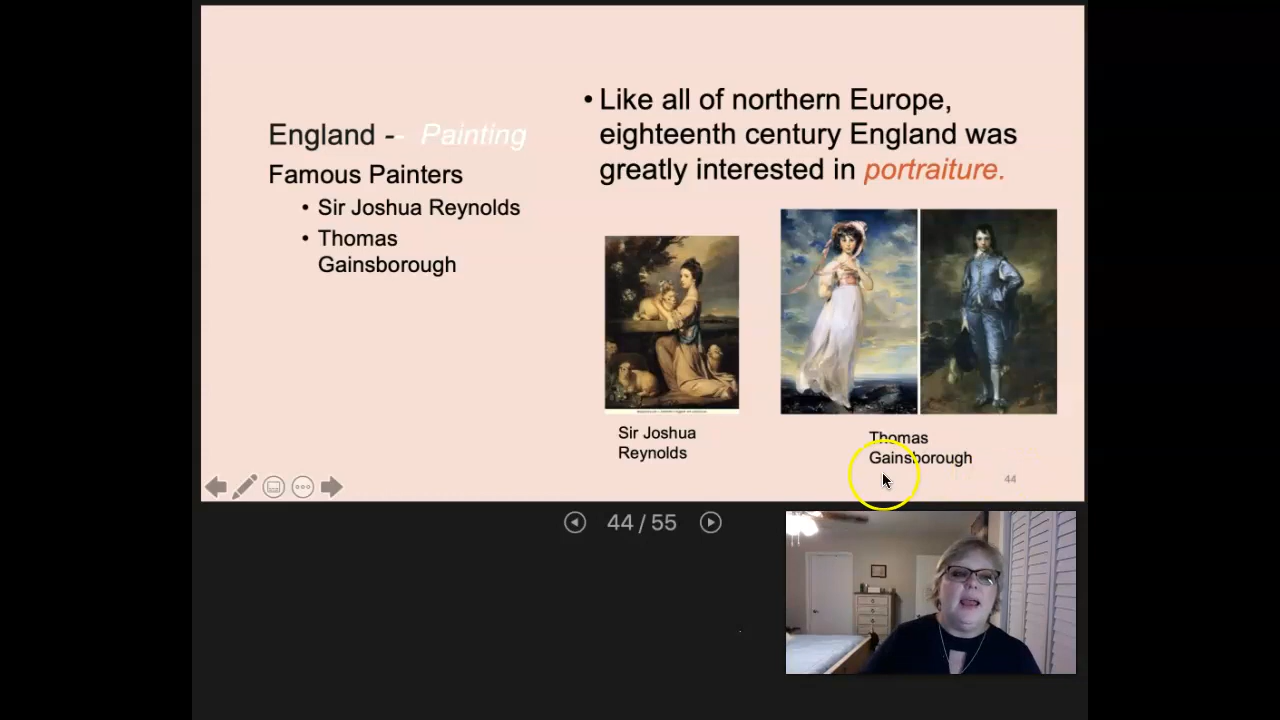 England -- Painting
Famous Painters
• Sir Joshua Reynolds
• Thomas
Gainsborough
• Like all of northern Europe,
eighteenth century England was
greatly interested in portraiture.
Sir Joshua
Reynolds
Thomas
Gainsborough
44
44 / 55